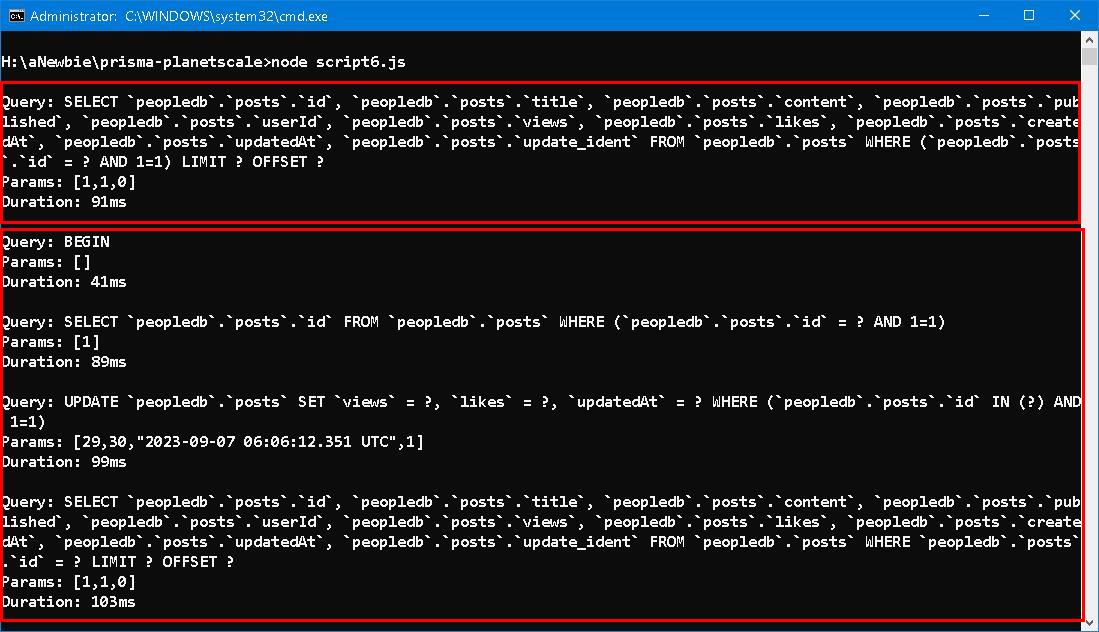 Administrator: C:\WINDOWS\system32\cmd.exe
H:\aNewbie\prisma-planetscale>node script6.js
Query: SELECT `peopledb`.`posts`.`id`, `peopledb`.`posts`.`title`, `peopledb`.`posts`.`content`, `peopledb`.`posts`.`pub
lished`, `peopledb`.`posts`.`userId`, `peopledb`.`posts`.`views`, `peopledb`.`posts`.`likes`, `peopledb`.`posts`.`create
dAt`, `peopledb`.`posts`.`updatedAt`, `peopledb`.`posts`.`update_ident` FROM `peopledb`.`posts` WHERE (`peopledb`.`posts
`.`id` = ? AND 1=1) LIMIT ? OFFSET ?
Params: [1,1,0]
Duration: 91ms
Query: BEGIN
Params: []
Duration: 41ms
Query: SELECT `peopledb`.`posts`.`id` FROM `peopledb`.`posts` WHERE (`peopledb`.`posts`.`id` = ? AND 1=1)
Params: [1]
Duration: 89ms
Query: UPDATE `peopledb`.`posts` SET `views` = ?, `likes` = ?, `updatedAt` = ? WHERE (`peopledb`.`posts`.`id` IN (?) AND
 1=1)
Params: [29,30,"2023-09-07 06:06:12.351 UTC",1]
Duration: 99ms
Query: SELECT `peopledb`.`posts`.`id`, `peopledb`.`posts`.`title`, `peopledb`.`posts`.`content`, `peopledb`.`posts`.`pub
lished`, `peopledb`.`posts`.`userId`, `peopledb`.`posts`.`views`, `peopledb`.`posts`.`likes`, `peopledb`.`posts`.`create
dAt`, `peopledb`.`posts`.`updatedAt`, `peopledb`.`posts`.`update_ident` FROM `peopledb`.`posts` WHERE `peopledb`.`posts`
.`id` = ? LIMIT ? OFFSET ?
Params: [1,1,0]
Duration: 103ms